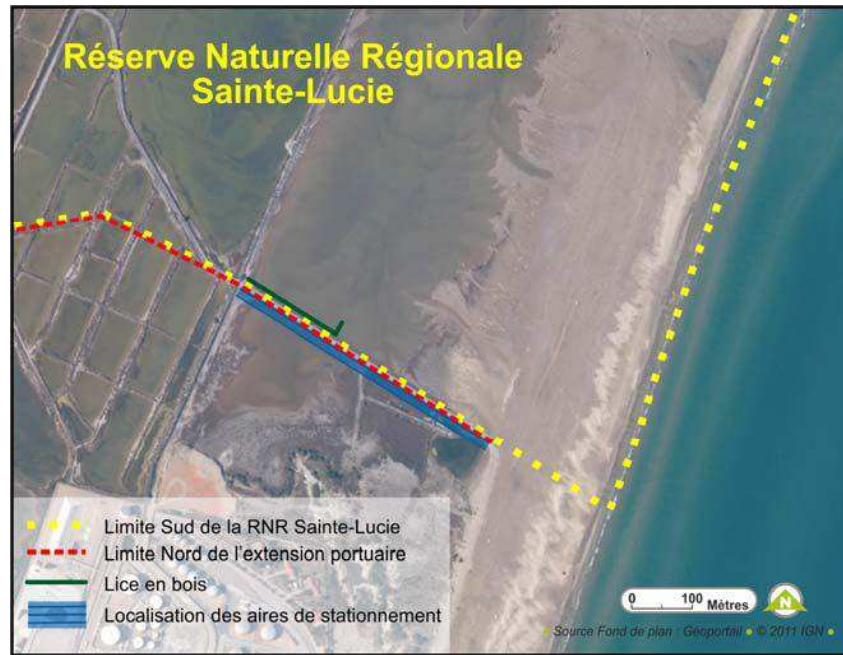 Réserve Naturelle Régionale
Sainte-Lucie
Limite Sud de la RNR Sainte-Lucie
Limite Nord de l'extension portuaire
Lice en bois
Localisation des aires de stationnement
0 100 Mètres
N
Source Fond de plan : Géoportail ● © 2011 IGN ●